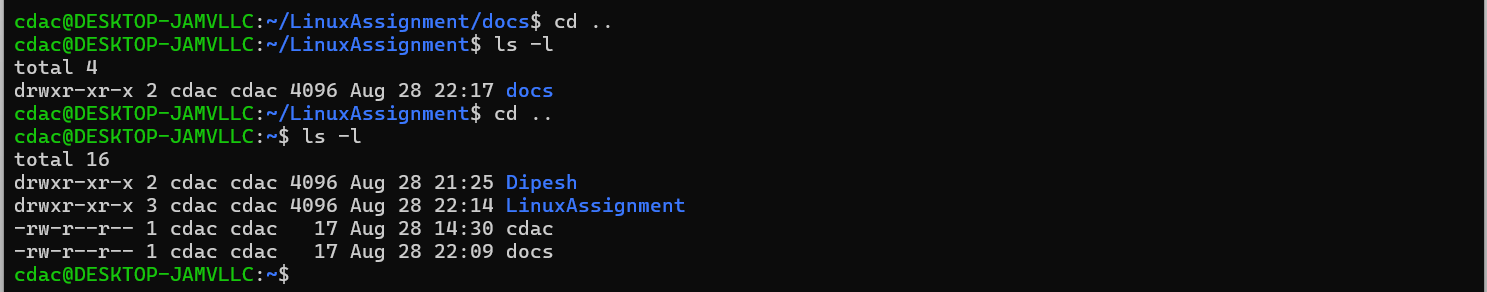 cdac@DESKTOP-JAMVLLC:~/LinuxAssignment/docs$ cd ..
cdac@DESKTOP-JAMVLLC:~/LinuxAssignment$ ls -l
total 4
drwxr-xr-x 2 cdac cdac 4096 Aug 28 22:17 docs
cdac@DESKTOP-JAMVLLC:~/LinuxAssignment$ cd ..
cdac@DESKTOP-JAMVLLC:~$ ls -l
total 16
drwxr-xr-x 2 cdac cdac 4096 Aug 28 21:25 Dipesh
drwxr-xr-x 3 cdac cdac 4096 Aug 28 22:14 LinuxAssignment
-rw-r--r-- 1 cdac cdac   17 Aug 28 14:30 cdac
-rw-r--r-- 1 cdac cdac   17 Aug 28 22:09 docs
cdac@DESKTOP-JAMVLLC:~$